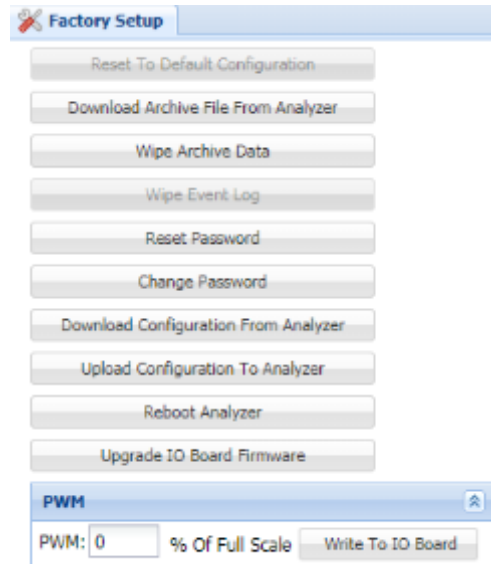 Factory Setup
Reset To Default Configuration
Download Archive File From Analyzer
Wipe Archive Data
Wipe Event Log
Reset Password
Change Password
Download Configuration From Analyzer
Upload Configuration To Analyzer
Reboot Analyzer
Upgrade IO Board Firmware
PWM
PWM: 0 % Of Full Scale Write To IO Board